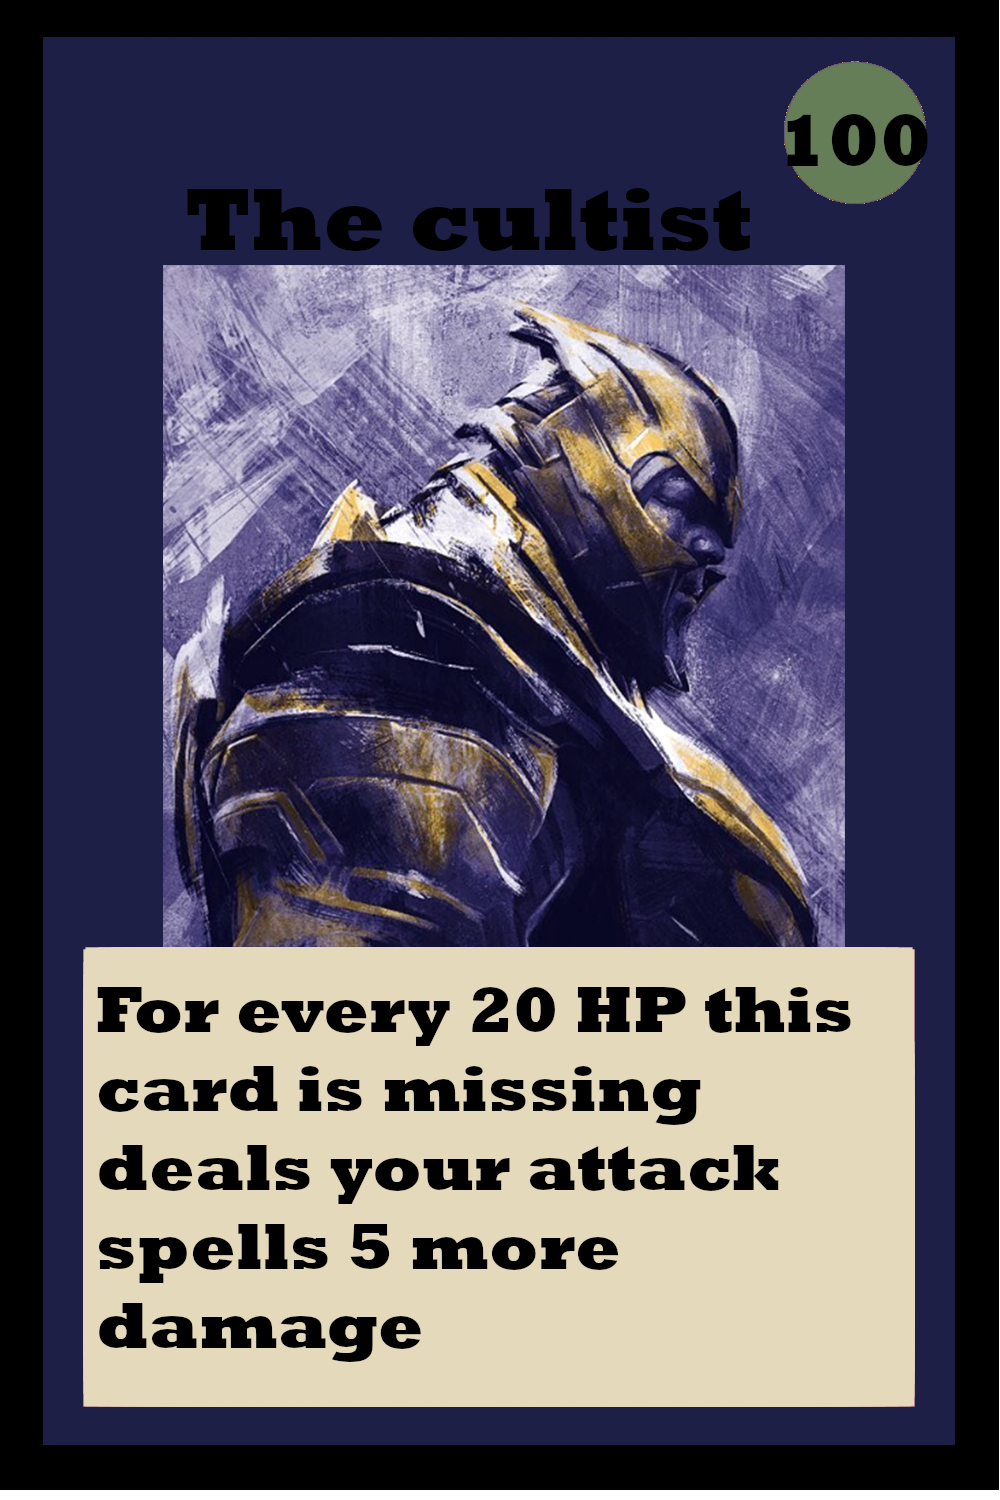 100
The cultist
For every 20 HP this
card is missing
deals your attack
spells 5 more
damage